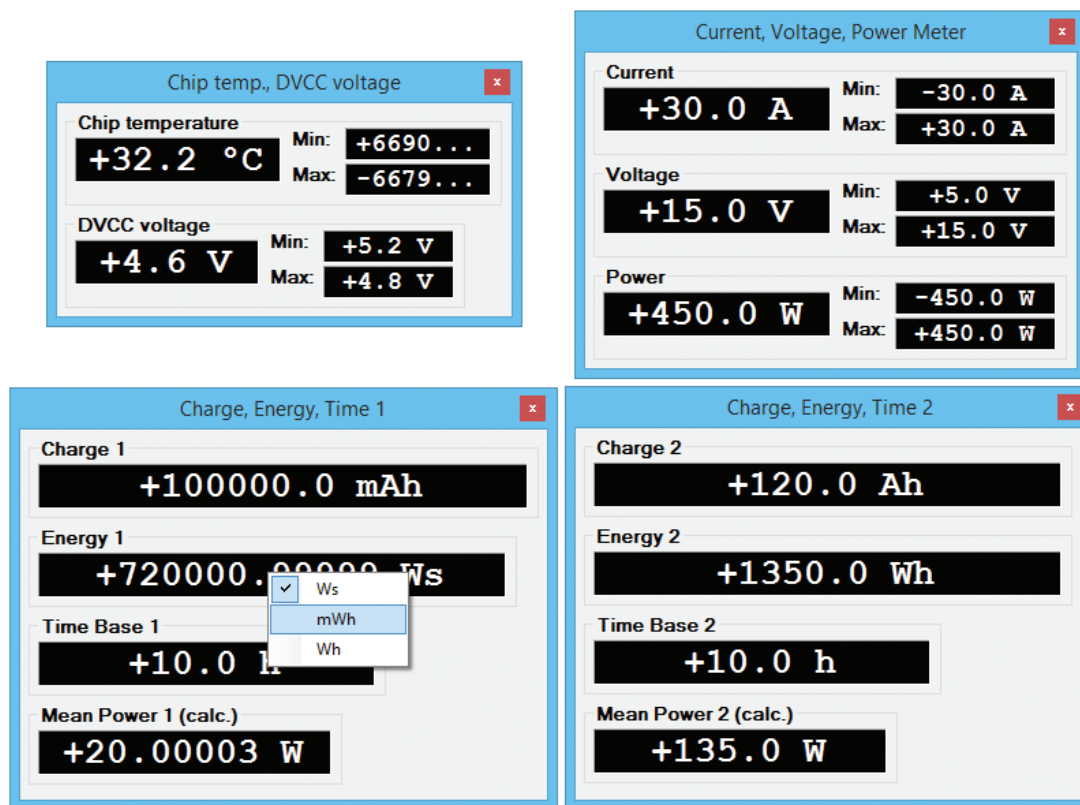 Chip temp., DVCC voltage
x
Chip temperature
+32.2 °C
Min:
+6690...
Max:
-6679...
DVCC voltage
+4.6 V
Min:
+5.2 V
Max:
+4.8 V
Current, Voltage, Power Meter
x
Current
+30.0 A
Min:
-30.0 A
Max:
+30.0 A
Voltage
+15.0 V
Min:
+5.0 V
Max:
+15.0 V
Power
+450.0 W
Min:
-450.0 W
Max:
+450.0 W
Charge, Energy, Time 1
x
Charge 1
+100000.0 mAh
Energy 1
+720000. Ws
Ws
mWh
Wh
Time Base 1
+10.0 h
Mean Power 1 (calc.)
+20.00003 W
Charge, Energy, Time 2
x
Charge 2
+120.0 Ah
Energy 2
+1350.0 Wh
Time Base 2
+10.0 h
Mean Power 2 (calc.)
+135.0 W